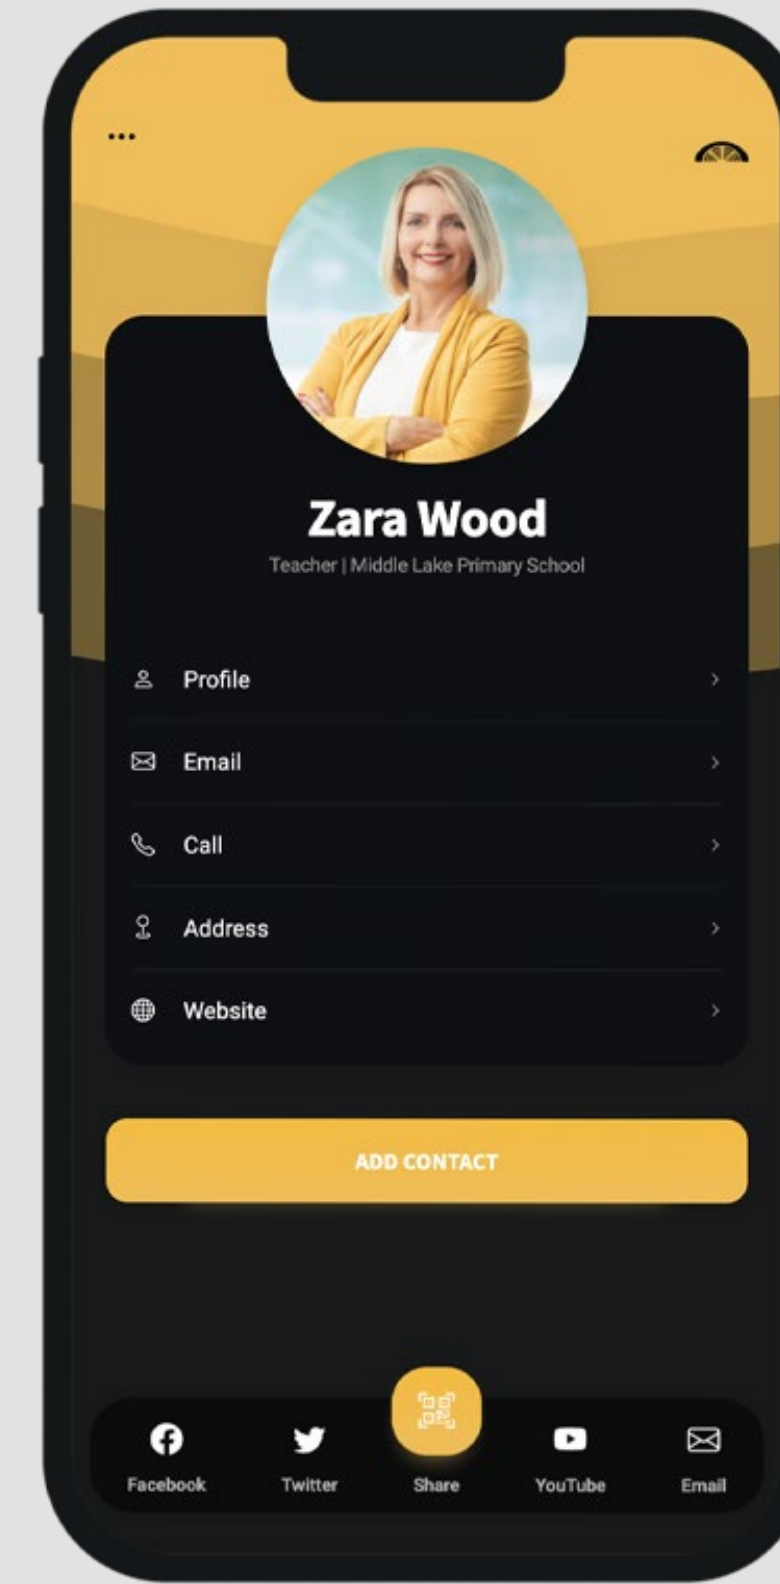 Zara Wood
Teacher | Middle Lake Primary School
Profile
Email
Call
Address
Website
ADD CONTACT
Facebook
Twitter
Share
YouTube
Email